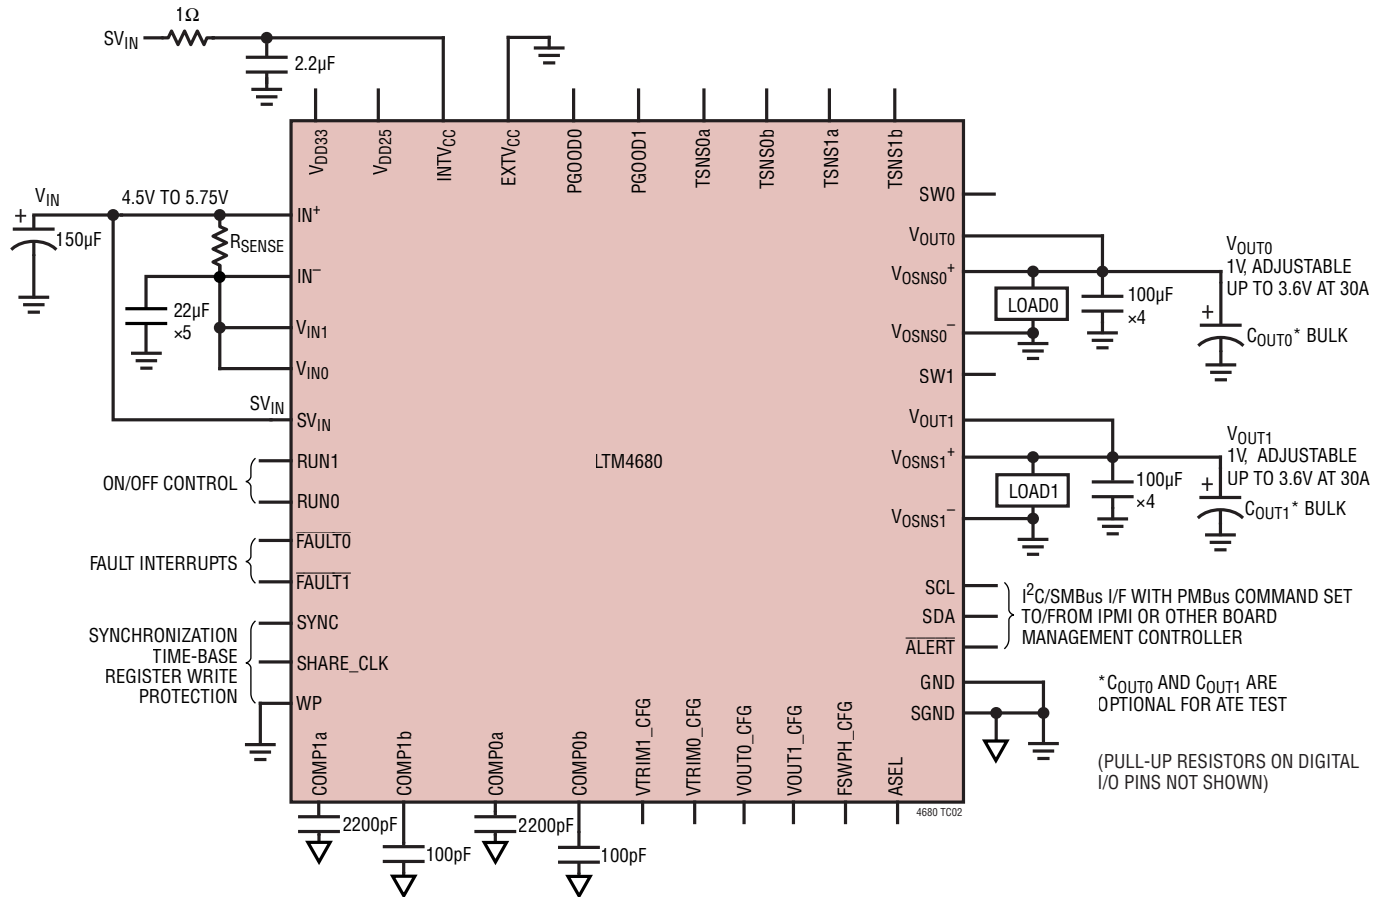 1Ω
SVIN
2.2µF
VDD33
VDD25
INTVCC
EXTVCC
PGOOD0
PGOOD1
TSNS0a
TSNS0b
TSNS1a
TSNS1b
VIN
4.5V TO 5.75V
+
150µF
RSENSE
22µF
×5
SVIN
IN+
IN−
VIN1
VIN0
SVIN
RUN1
RUN0
FAULT0
FAULT1
SYNC
SHARE_CLK
WP
ON/OFF CONTROL
FAULT INTERRUPTS
SYNCHRONIZATION
TIME-BASE
REGISTER WRITE
PROTECTION
LTM4680
SW0
VOUT0
VOSNS0+
VOSNS0−
SW1
VOUT1
VOSNS1+
VOSNS1−
SCL
SDA
ALERT
GND
SGND
LOAD0
100µF
×4
VOUT0
1V, ADJUSTABLE
UP TO 3.6V AT 30A
+
COUT0* BULK
LOAD1
100µF
×4
VOUT1
1V, ADJUSTABLE
UP TO 3.6V AT 30A
+
COUT1* BULK
I2C/SMBus I/F WITH PMBus COMMAND SET
TO/FROM IPMI OR OTHER BOARD
MANAGEMENT CONTROLLER
*COUT0 AND COUT1 ARE
OPTIONAL FOR ATE TEST
(PULL-UP RESISTORS ON DIGITAL
I/O PINS NOT SHOWN)
COMP1a
COMP1b
COMP0a
COMP0b
VTRIM1_CFG
VTRIM0_CFG
VOUT0_CFG
VOUT1_CFG
FSWPH_CFG
ASEL
4680 TC02
2200pF
100pF
2200pF
100pF